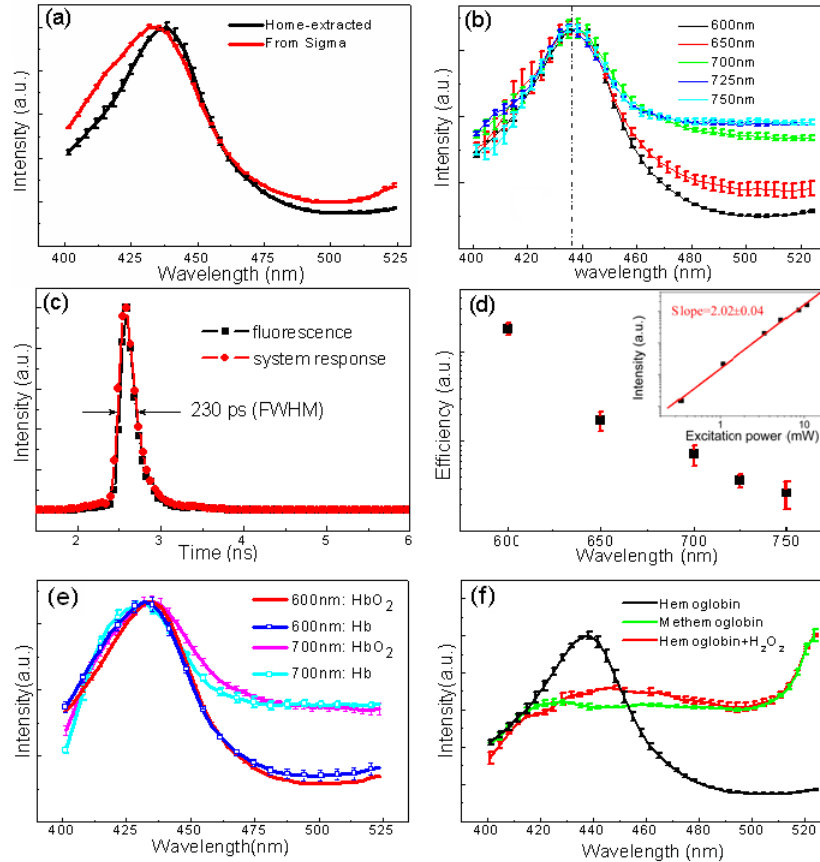 (a)
Home-extracted
From Sigma
Intensity (a.u.)
400 425 450 475 500 525
Wavelength (nm)
(b)
600nm
650nm
700nm
725nm
750nm
Intensity (a.u.)
400 420 440 460 480 500 520
wavelength (nm)
(c)
fluorescence
system response
230 ps (FWHM)
Intensity (a.u.)
2 3 4 5 6
Time (ns)
(d)
Slope=2.02±0.04
Intensity (a.u.)
1 10
Excitation power (mW)
Efficiency (a.u.)
600 650 700 750
Wavelength (nm)
(e)
600nm: HbO₂
600nm: Hb
700nm: HbO₂
700nm: Hb
Intensity(a.u.)
400 425 450 475 500 525
Wavelength(nm)
(f)
Hemoglobin
Methemoglobin
Hemoglobin+H₂O₂
Intensity(a.u.)
400 420 440 460 480 500 520
Wavelength (nm)